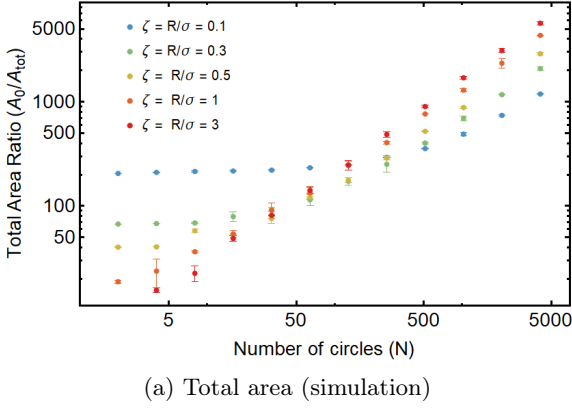 5000
1000
500
100
50
Total Area Ratio (A₀/Aₜₒₜ)
ζ = R/σ = 0.1
ζ = R/σ = 0.3
ζ = R/σ = 0.5
ζ = R/σ = 1
ζ = R/σ = 3
5 50 500 5000
Number of circles (N)
(a) Total area (simulation)